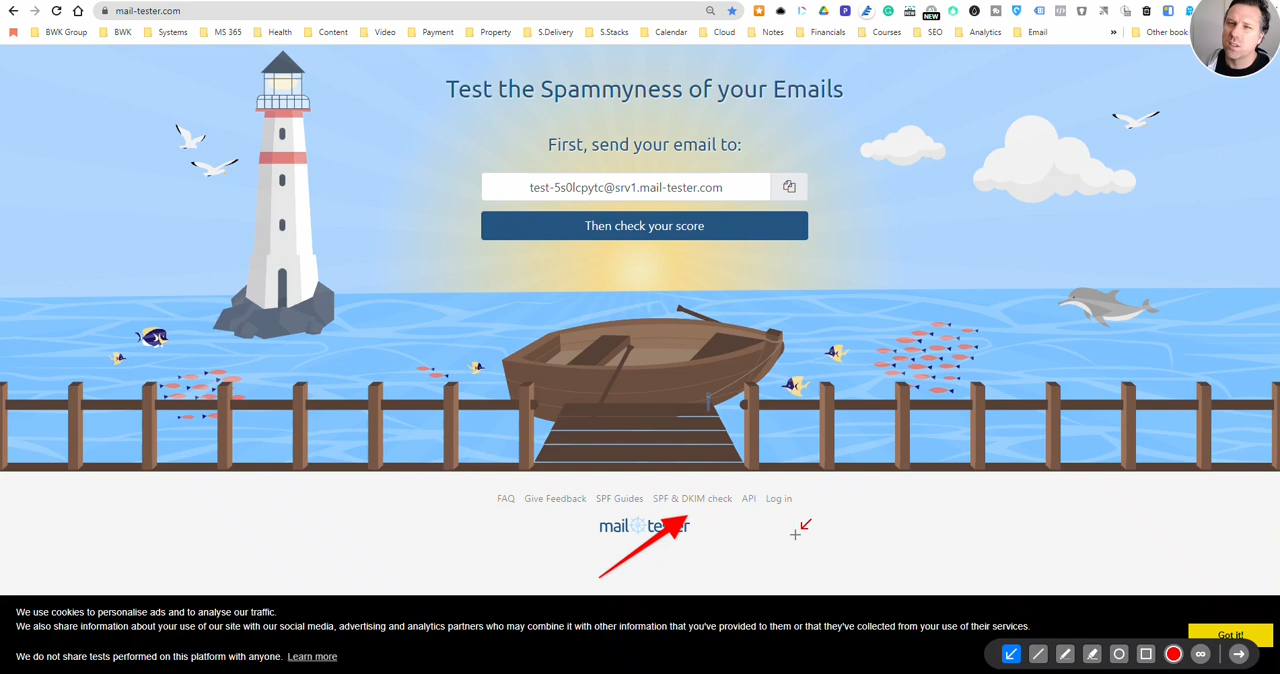 mail-tester.com
BWK Group BWK Systems MS 365 Health Content Video Payment Property S.Delivery S.Stacks Calendar Cloud Notes Financials Courses SEO Analytics Email » Other book
NEW
Test the Spammyness of your Emails
First, send your email to:
Then check your score
FAQ Give Feedback SPF Guides SPF & DKIM check API Log in
mail te er
We use cookies to personalise ads and to analyse our traffic.
We also share information about your use of our site with our social media, advertising and analytics partners who may combine it with other information that you've provided to them or that they've collected from your use of their services.
Got it!
We do not share tests performed on this platform with anyone. Learn more